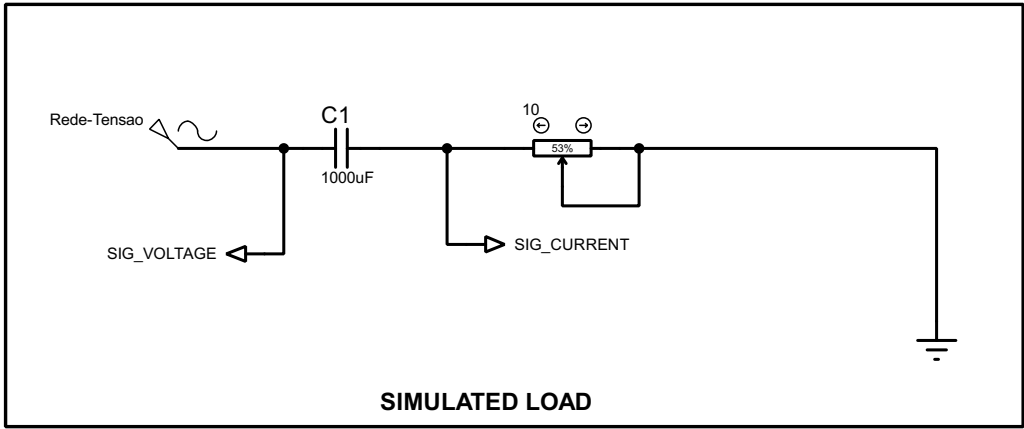 10
C1
Rede-Tensao
53%
1000uF
SIG_VOLTAGE
SIG_CURRENT
SIMULATED LOAD